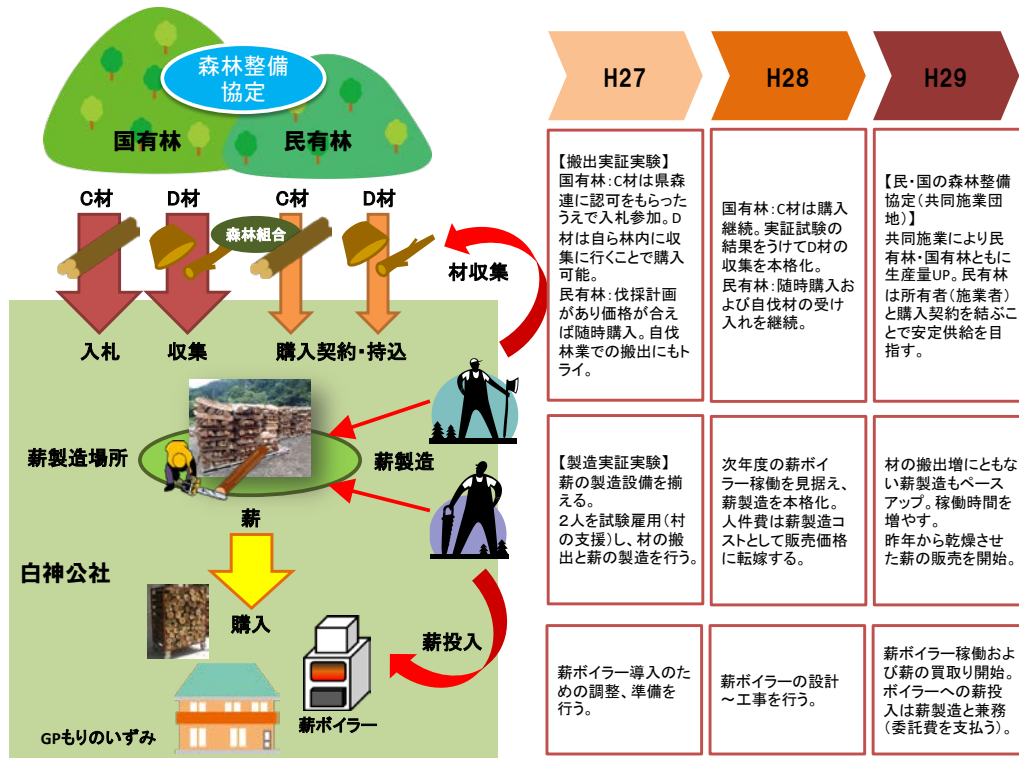 森林整備
協定
国有林
民有林
C材
D材
C材
D材
森林組合
材収集
入札
収集
購入契約・持込
薪製造場所
薪製造
薪
白神公社
購入
薪投入
薪ボイラー
GPもりのいずみ
H27
H28
H29
【搬出実証実験】
国有林:C材は県森
連に認可をもらった
うえで入札参加。D
材は自ら林内に収
集に行くことで購入
可能。
民有林:伐採計画
があり価格が合え
ば随時購入。自伐
林業での搬出にもト
ライ。
国有林:C材は購入
継続。実証試験の
結果をうけてD材の
収集を本格化。
民有林:随時購入お
よび自伐材の受け
入れを継続。
【民・国の森林整備
協定(共同施業団
地)】
共同施業により民
有林・国有林ともに
生産量UP。民有林
は所有者(施業者)
と購入契約を結ぶこ
とで安定供給を目
指す。
【製造実証実験】
薪の製造設備を揃
える。
2人を試験雇用(村
の支援)し、材の搬
出と薪の製造を行う。
次年度の薪ボイ
ラー稼働を見据え、
薪製造を本格化。
人件費は薪製造コ
ストとして販売価格
に転嫁する。
材の搬出増にともな
い薪製造もペース
アップ。稼働時間を
増やす。
昨年から乾燥させ
た薪の販売を開始。
薪ボイラー導入のた
めの調整、準備を
行う。
薪ボイラーの設計
~工事を行う。
薪ボイラー稼働およ
び薪の買取り開始。
ボイラーへの薪投
入は薪製造と兼務
(委託費を支払う)。